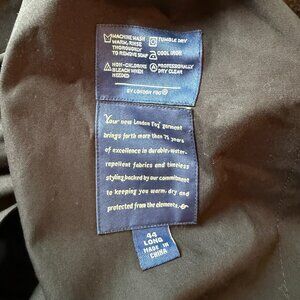 MACHINE WASH
WARM, RINSE
THOROUGHLY
TO REMOVE SOAP
TUMBLE DRY
COOL IRON
NON-CHLORINE
BLEACH WHEN
NEEDED
PROFESSIONALLY
DRY CLEAN
BY LONDON FOG®
Your new London Fog® garment
brings forth more than 75 years
of excellence in durable, water-
repellent fabrics and timeless
styling, backed by our commitment
to keeping you warm, dry and
protected from the elements.
44
LONG
MADE IN
CHINA